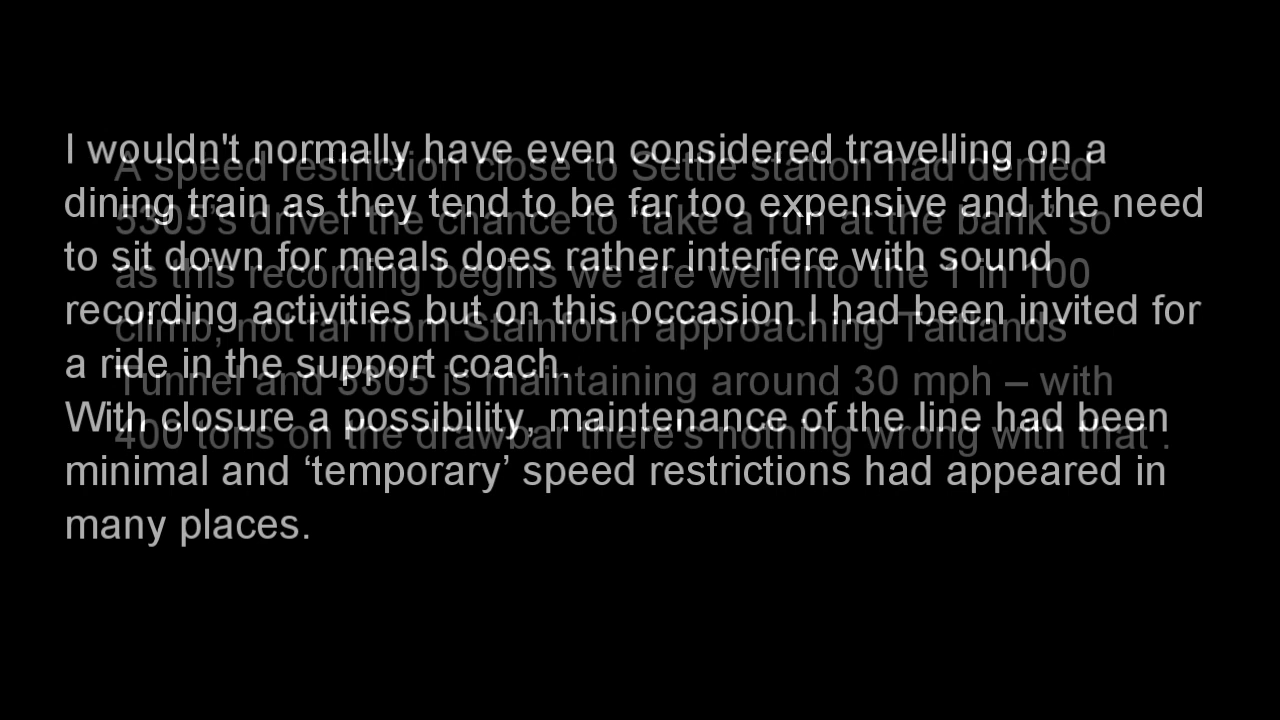 I wouldn't normally have even considered travelling on a
dining train as they tend to be far too expensive and the need
to sit down for meals does rather interfere with sound
recording activities but on this occasion I had been invited for
a ride in the support coach.
With closure a possibility, maintenance of the line had been
minimal and ‘temporary’ speed restrictions had appeared in
many places.
A speed restriction close to Settle station had denied
5305's driver the chance to ‘take a run at the bank’ so
as this recording begins we are well into the 1 in 100
climb, not far from Stainforth approaching Taitlands
Tunnel and 5305 is maintaining around 30 mph – with
400 tons on the drawbar there's nothing wrong with that .